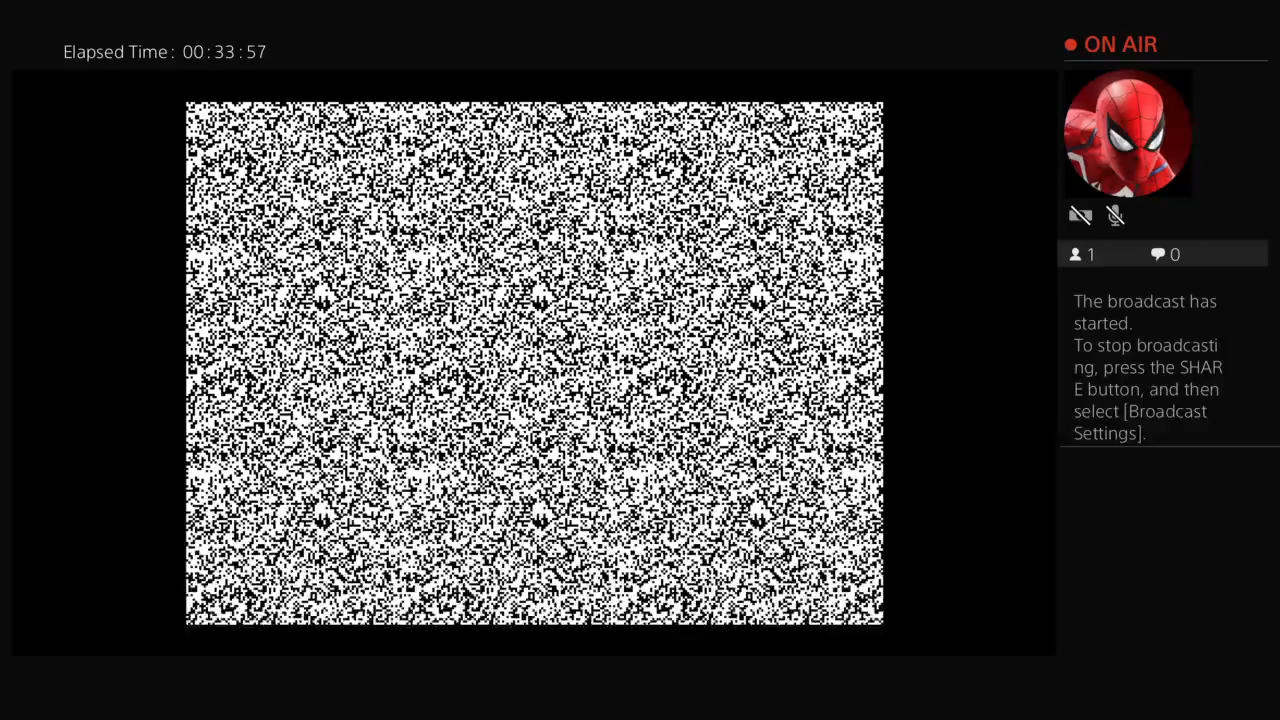 Elapsed Time: 00:33:57
ON AIR
1
0
The broadcast has
started.
To stop broadcasti
ng, press the SHAR
E button, and then
select [Broadcast
Settings].